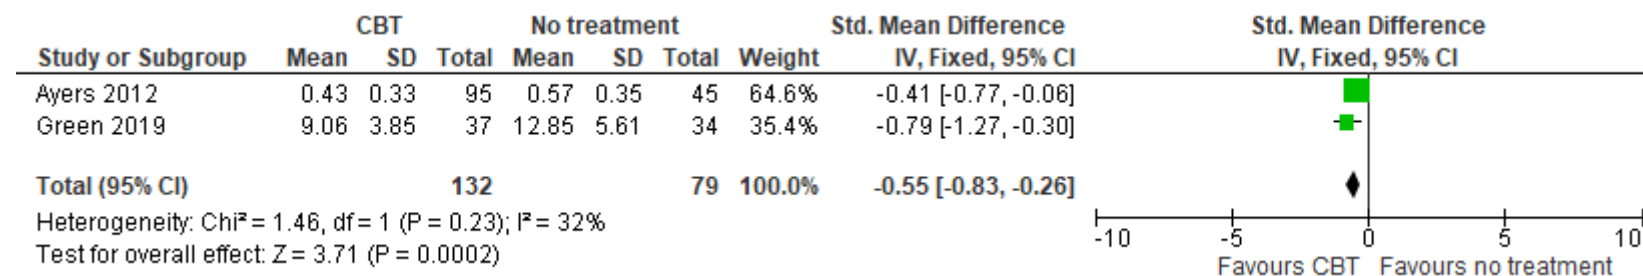 CBT No treatment Std. Mean Difference Std. Mean Difference
Study or Subgroup Mean SD Total Mean SD Total Weight IV, Fixed, 95% CI IV, Fixed, 95% CI
Ayers 2012 0.43 0.33 95 0.57 0.35 45 64.6% -0.41 [-0.77, -0.06]
Green 2019 9.06 3.85 37 12.85 5.61 34 35.4% -0.79 [-1.27, -0.30]
Total (95% CI) 132 79 100.0% -0.55 [-0.83, -0.26]
Heterogeneity: Chi² = 1.46, df = 1 (P = 0.23); I² = 32%
Test for overall effect: Z = 3.71 (P = 0.0002)
-10 -5 0 5 10
Favours CBT Favours no treatment